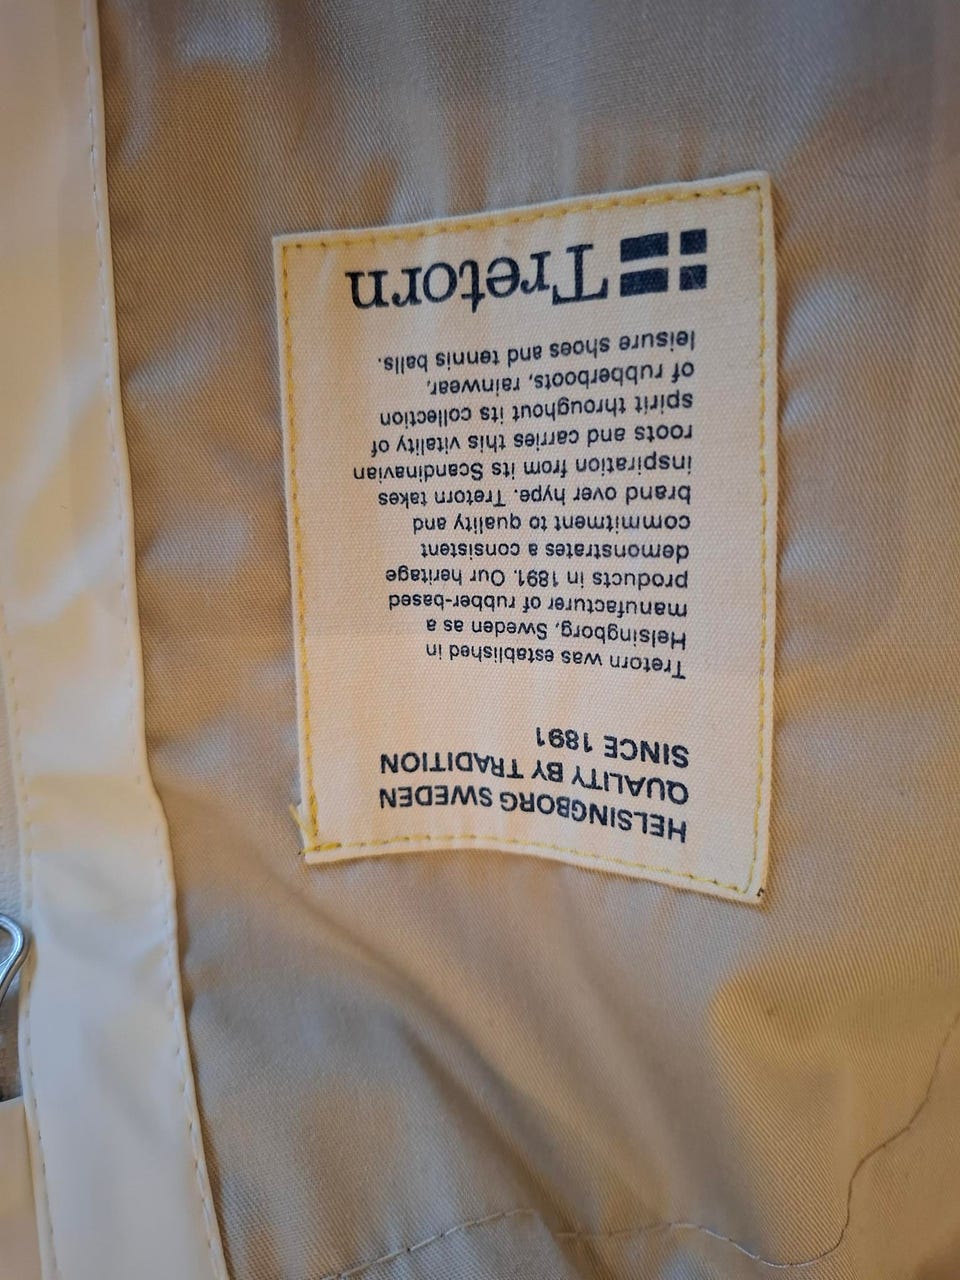 HELSINGBORG SWEDEN
QUALITY BY TRADITION
SINCE 1891
Tretorn was established in
Helsingborg, Sweden as a
manufacturer of rubber-based
products in 1891. Our heritage
demonstrates a consistent
commitment to quality and
brand over hype. Tretorn takes
inspiration from its Scandinavian
roots and carries this vitality of
spirit throughout its collection
of rubberboots, rainwear,
leisure shoes and tennis balls.
Tretorn